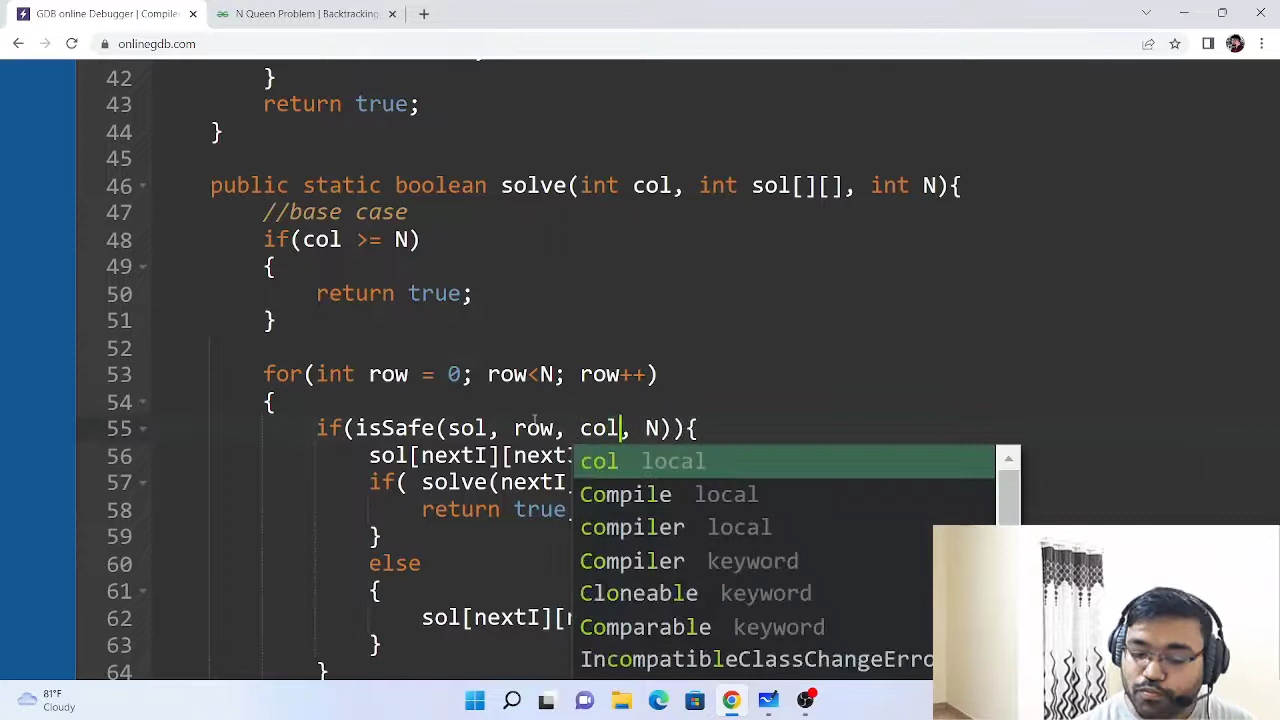 GDB online Debugger | Compiler
N Queen Problem | Backtracking
onlinegdb.com
42 }
43 return true;
44 }
45
46 public static boolean solve(int col, int sol[][], int N){
47 //base case
48 if(col >= N)
49 {
50 return true;
51 }
52
53 for(int row = 0; row<N; row++)
54 {
55 if(isSafe(sol, row, col, N)){
56 sol[nextI][next
57 if( solve(nextI
58 return true
59 }
60 else
61 {
62 sol[nextI][
63 }
64 }
col local
Compile local
compiler local
Compiler keyword
Cloneable keyword
Comparable keyword
IncompatibleClassChangeErro
81°F
Cloudy